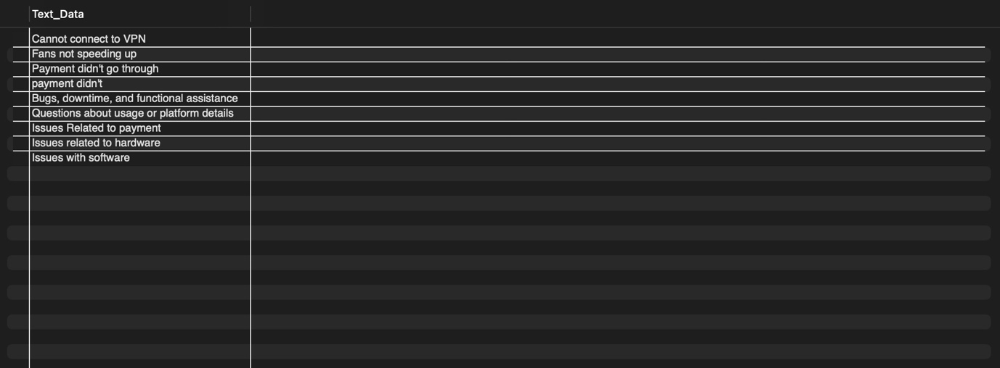 Text_Data
Cannot connect to VPN
Fans not speeding up
Payment didn't go through
payment didn't
Bugs, downtime, and functional assistance
Questions about usage or platform details
Issues Related to payment
Issues related to hardware
Issues with software